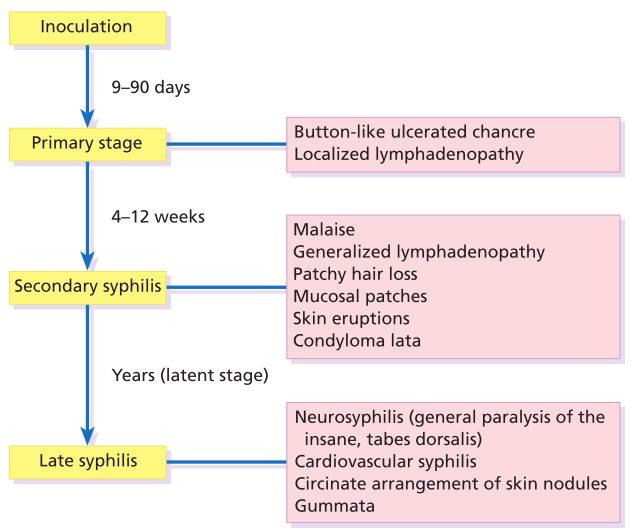 Inoculation
9–90 days
Primary stage
Button-like ulcerated chancre
Localized lymphadenopathy
4–12 weeks
Secondary syphilis
Malaise
Generalized lymphadenopathy
Patchy hair loss
Mucosal patches
Skin eruptions
Condyloma lata
Years (latent stage)
Late syphilis
Neurosyphilis (general paralysis of the
insane, tabes dorsalis)
Cardiovascular syphilis
Circinate arrangement of skin nodules
Gummata